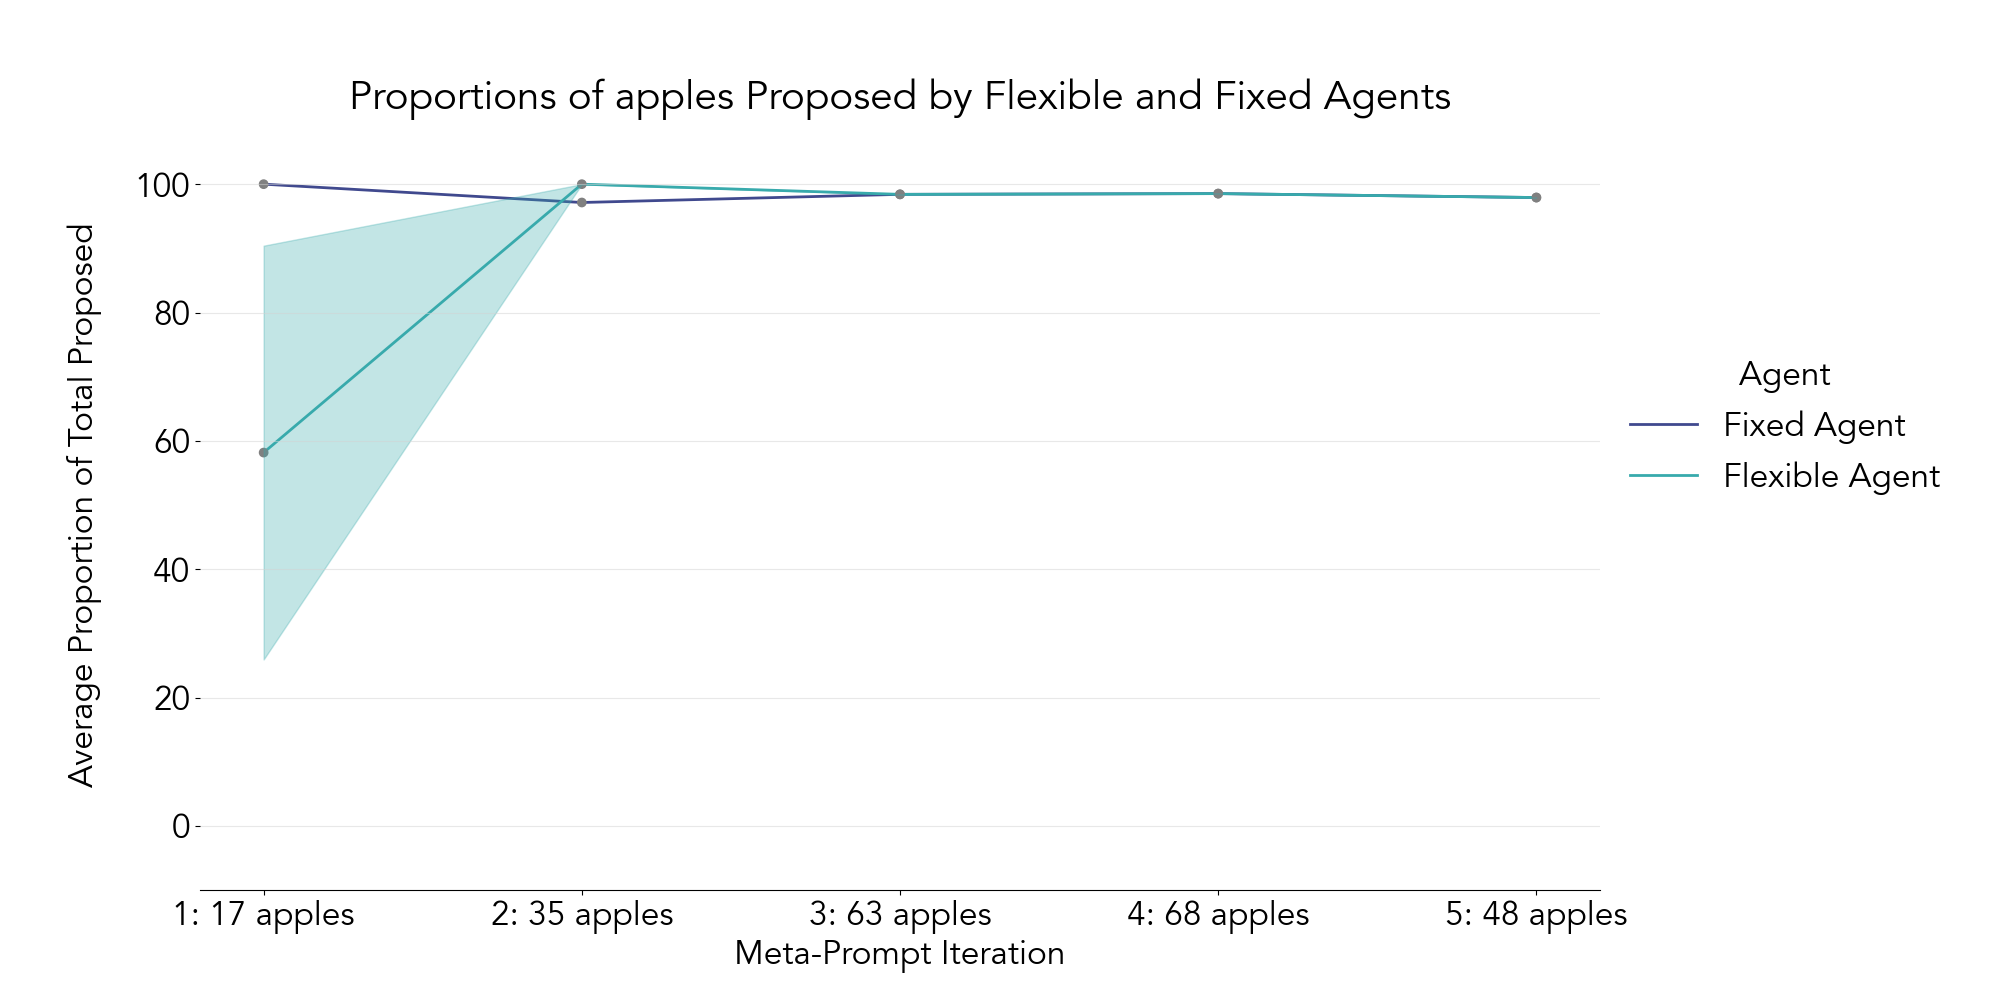 Proportions of apples Proposed by Flexible and Fixed Agents
Average Proportion of Total Proposed
100
80
60
40
20
0
1: 17 apples
2: 35 apples
3: 63 apples
4: 68 apples
5: 48 apples
Meta-Prompt Iteration
Agent
Fixed Agent
Flexible Agent